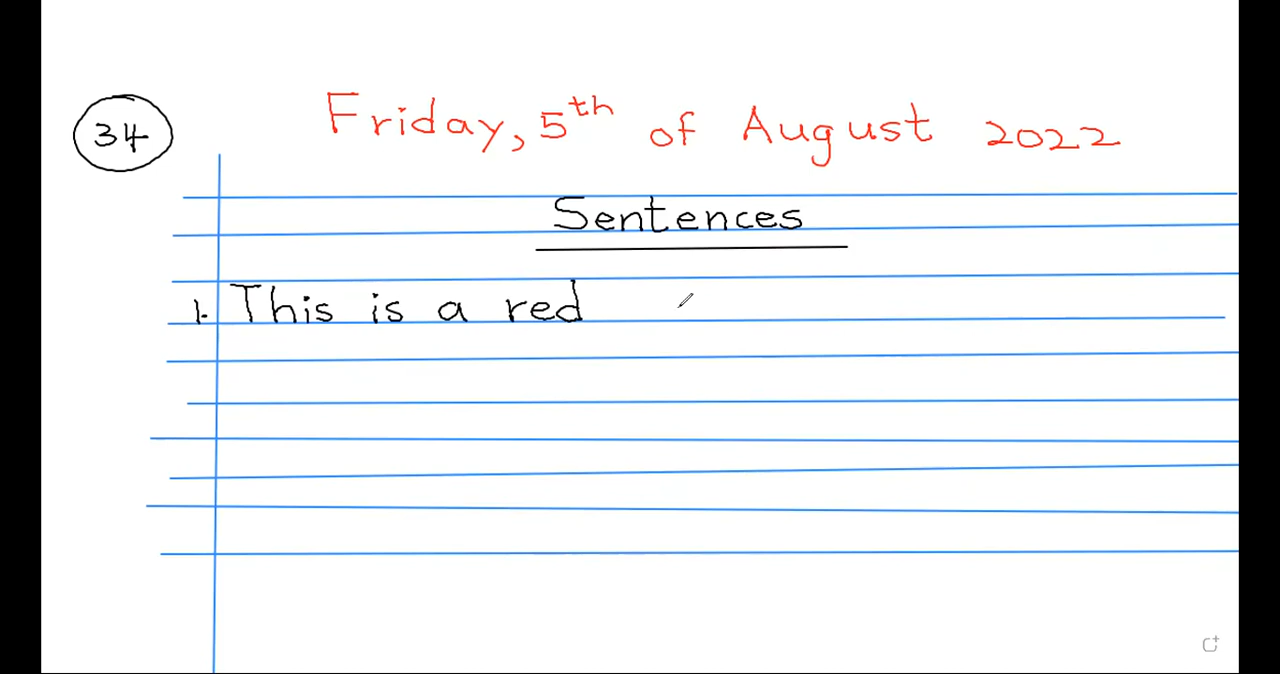 34
Friday, 5th of August 2022
Sentences
1. This is a red